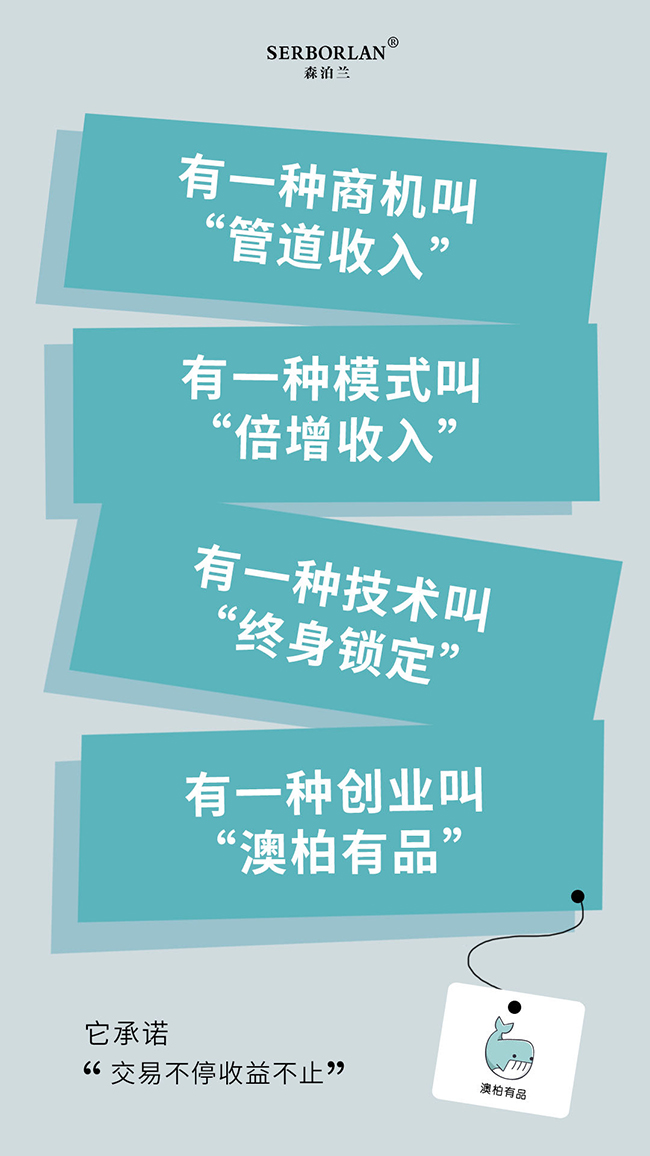 SERBORLAN®
森泊兰
有一种商机叫
“管道收入”
有一种模式叫
“倍增收入”
有一种技术叫
“终身锁定”
有一种创业叫
“澳柏有品”
它承诺
“交易不停收益不止”
澳柏有品